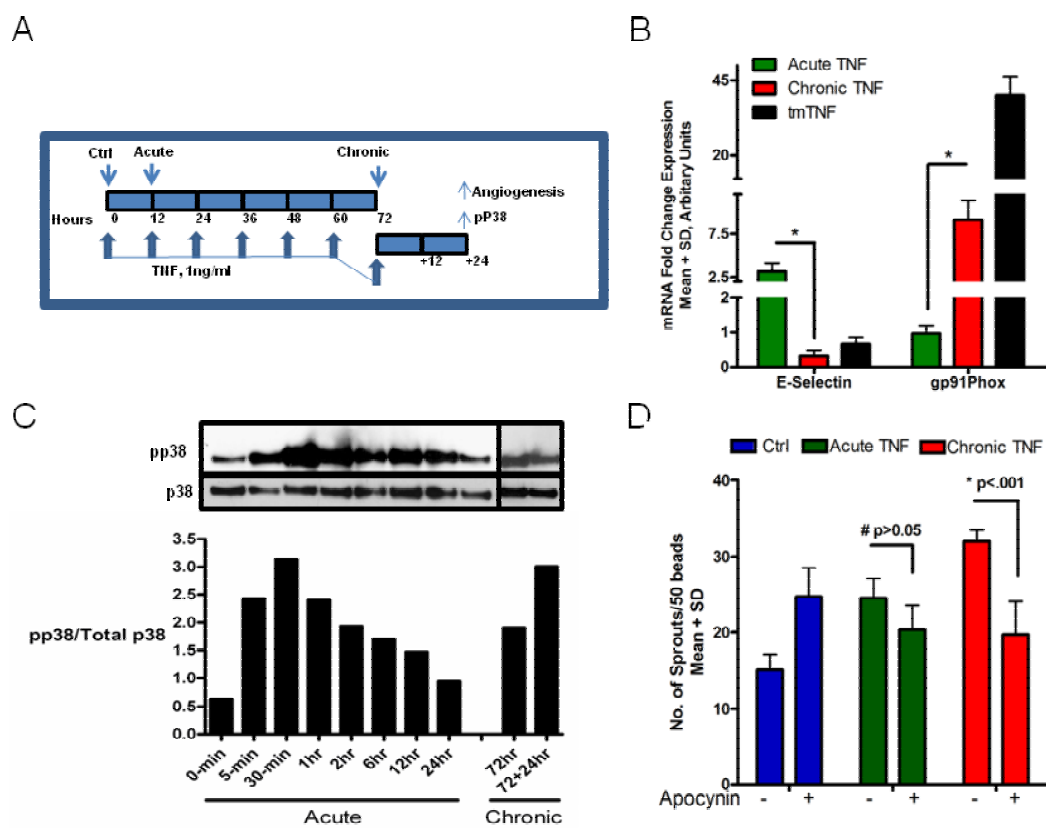 A
Ctrl Acute Chronic
Angiogenesis
pP38
Hours 0 12 24 36 48 60 72
+12 +24
TNF, 1ng/ml
B
Acute TNF
Chronic TNF
tmTNF
mRNA Fold Change Expression
Mean + SD, Arbitary Units
45
20
7.5
2.5
2
1
0
*
*
E-Selectin gp91Phox
C
pp38
p38
pp38/Total p38
3.5
3.0
2.5
2.0
1.5
1.0
0.5
0.0
0-min 5-min 30-min 1hr 2hr 6hr 12hr 24hr 72hr 72+24hr
Acute Chronic
D
Ctrl Acute TNF Chronic TNF
No. of Sprouts/50 beads
Mean + SD
40
30
20
10
0
# p>0.05
* p<.001
Apocynin - + - + - +